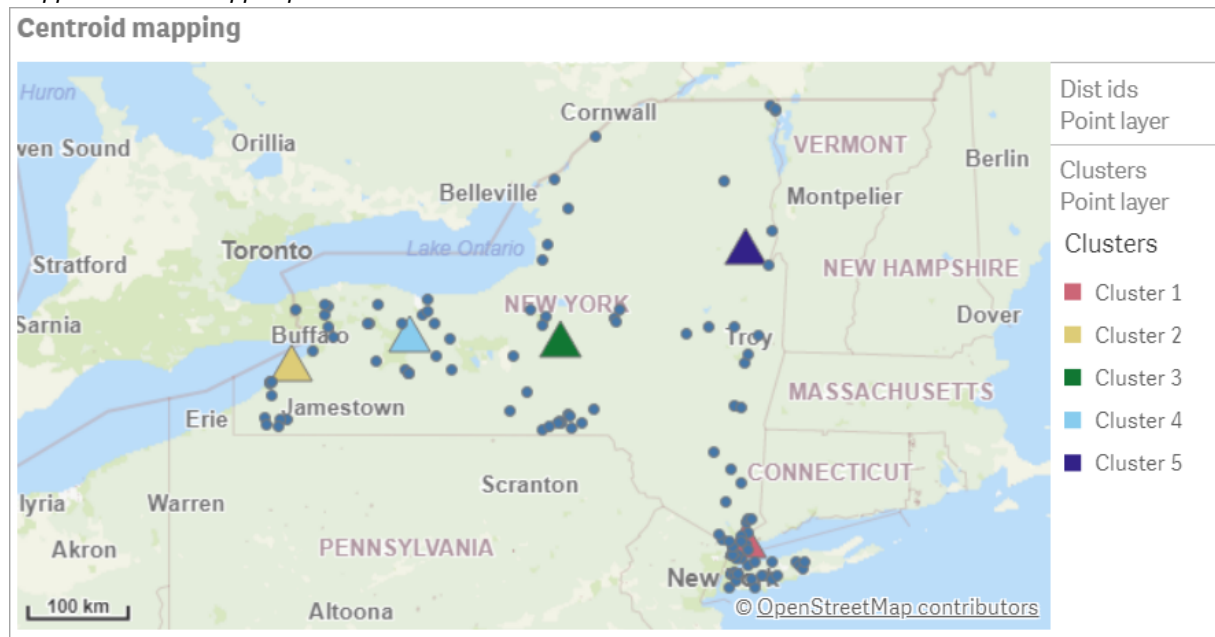 Centroid mapping
Huron
Cornwall
wen Sound
Orillia
VERMONT
Berlin
Belleville
Montpelier
Toronto
Lake Ontario
Stratford
NEW HAMPSHIRE
NEW YORK
Sarnia
Buffalo
Troy
Dover
MASSACHUSETTS
Jamestown
Erie
CONNECTICUT
Scranton
lyria
Warren
Akron
PENNSYLVANIA
New York
100 km
Altoona
© OpenStreetMap contributors
Dist ids
Point layer
Clusters
Point layer
Clusters
Cluster 1
Cluster 2
Cluster 3
Cluster 4
Cluster 5